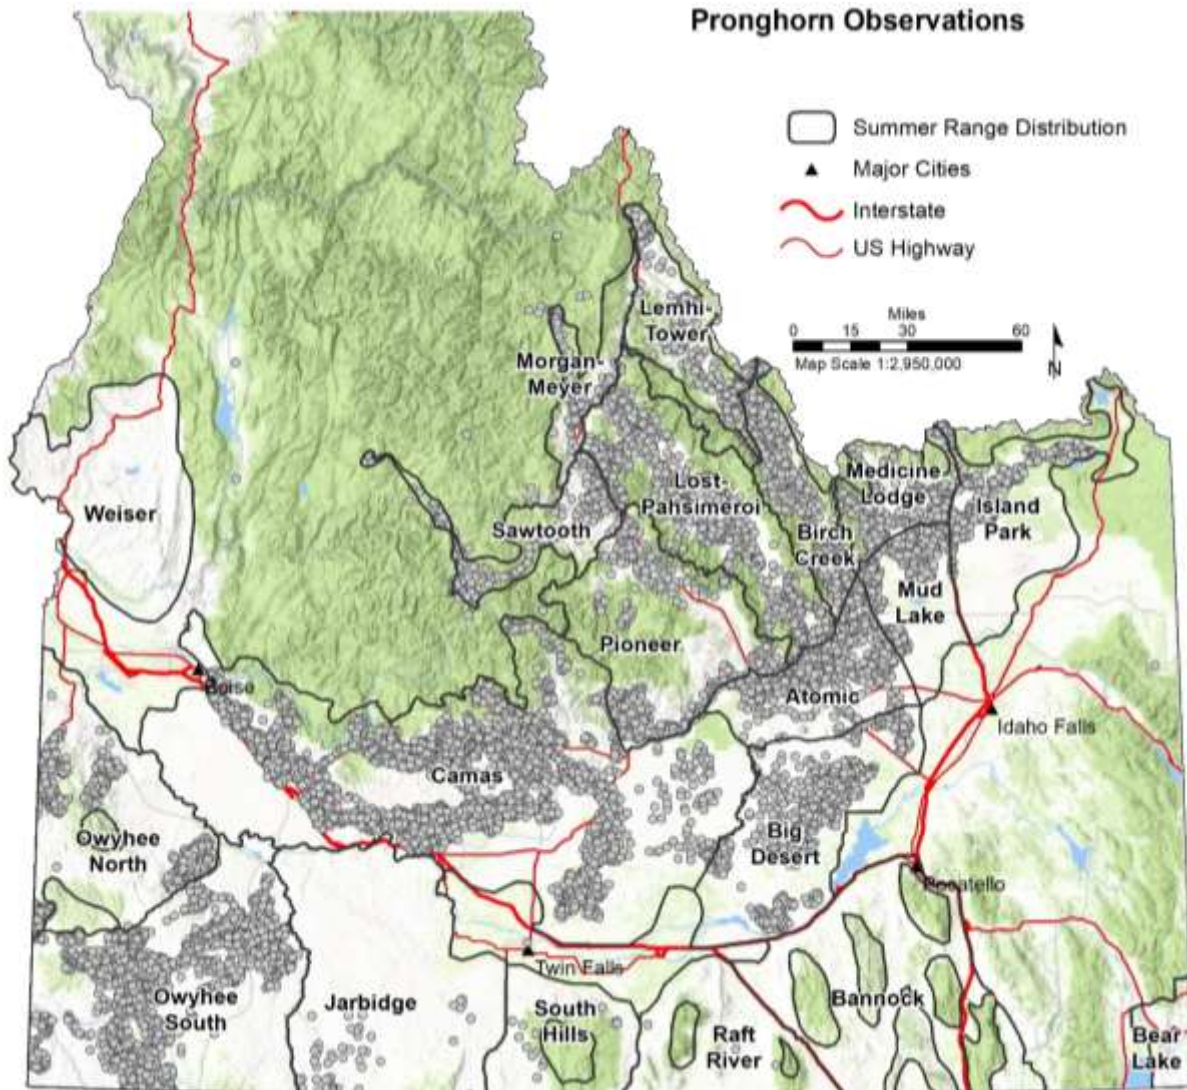 Pronghorn Observations
Summer Range Distribution
Major Cities
Interstate
US Highway
Miles
0 15 30 60
Map Scale 1:2,950,000
N
Lemhi-
Tower
Morgan-
Meyer
Medicine
Lodge
Lost-
Pahsimeroi
Island
Park
Weiser
Sawtooth
Birch
Creek
Mud
Lake
Pioneer
Boise
Atomic
Idaho Falls
Camas
Owyhee
North
Big
Desert
Pocatello
Twin Falls
Owyhee
South
Jarbidge
South
Hills
Bannock
Raft
River
Bear
Lake